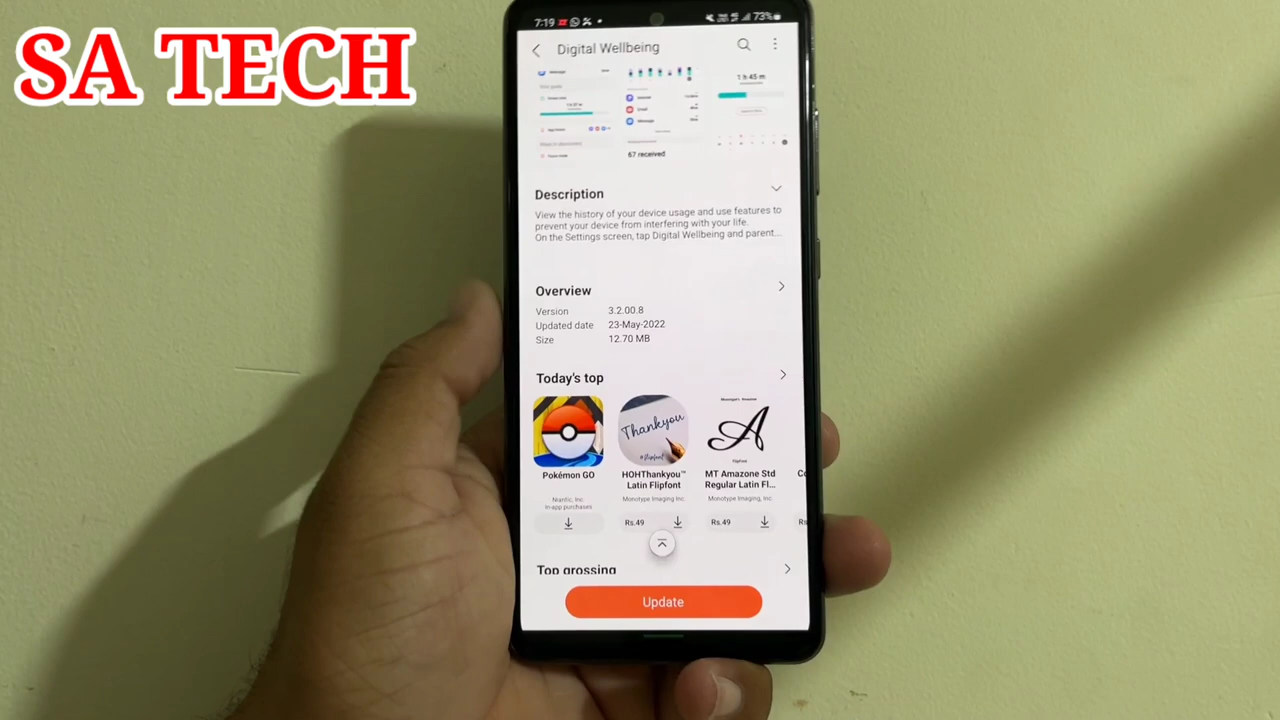 SA TECH
7:19
73%
Digital Wellbeing
1 h 45 m
67 received
Description
View the history of your device usage and use features to
prevent your device from interfering with your life.
On the Settings screen, tap Digital Wellbeing and parent...
Overview
Version 3.2.00.8
Updated date 23-May-2022
Size 12.70 MB
Today's top
Thankyou
A
Pokémon GO
HOHThankyou™
Latin Flipfont
MT Amazone Std
Regular Latin Fl...
Niantic, Inc.
In-app purchases
Monotype Imaging Inc.
Monotype Imaging, Inc.
Rs.49
Rs.49
Rs
Top grossing
Update